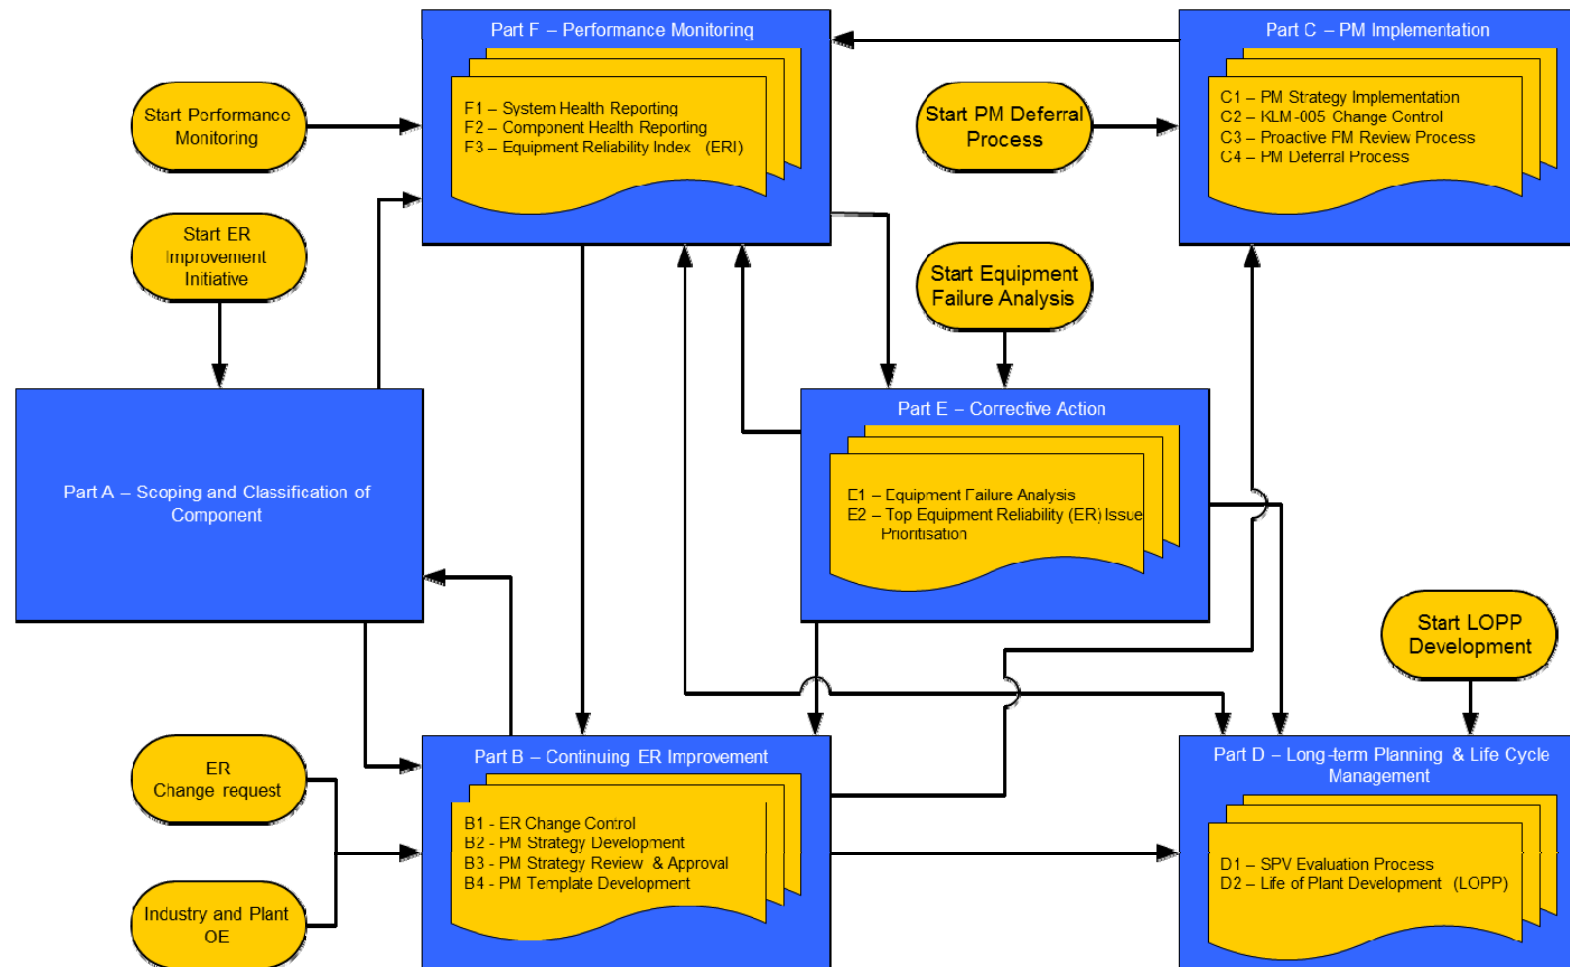 Part F – Performance Monitoring
F1 – System Health Reporting
F2 – Component Health Reporting
F3 – Equipment Reliability Index (ERI)
Part C – PM Implementation
C1 – PM Strategy Implementation
C2 – KLM-005 Change Control
C3 – Proactive PM Review Process
C4 – PM Deferral Process
Start Performance
Monitoring
Start PM Deferral
Process
Start ER
Improvement
Initiative
Start Equipment
Failure Analysis
Part A – Scoping and Classification of
Component
Part E – Corrective Action
E1 – Equipment Failure Analysis
E2 – Top Equipment Reliability (ER) Issue
Prioritisation
Start LOPP
Development
ER
Change request
Industry and Plant
OE
Part B – Continuing ER Improvement
B1 - ER Change Control
B2 - PM Strategy Development
B3 - PM Strategy Review & Approval
B4 - PM Template Development
Part D – Long-term Planning & Life Cycle
Management
D1 – SPV Evaluation Process
D2 – Life of Plant Development (LOPP)